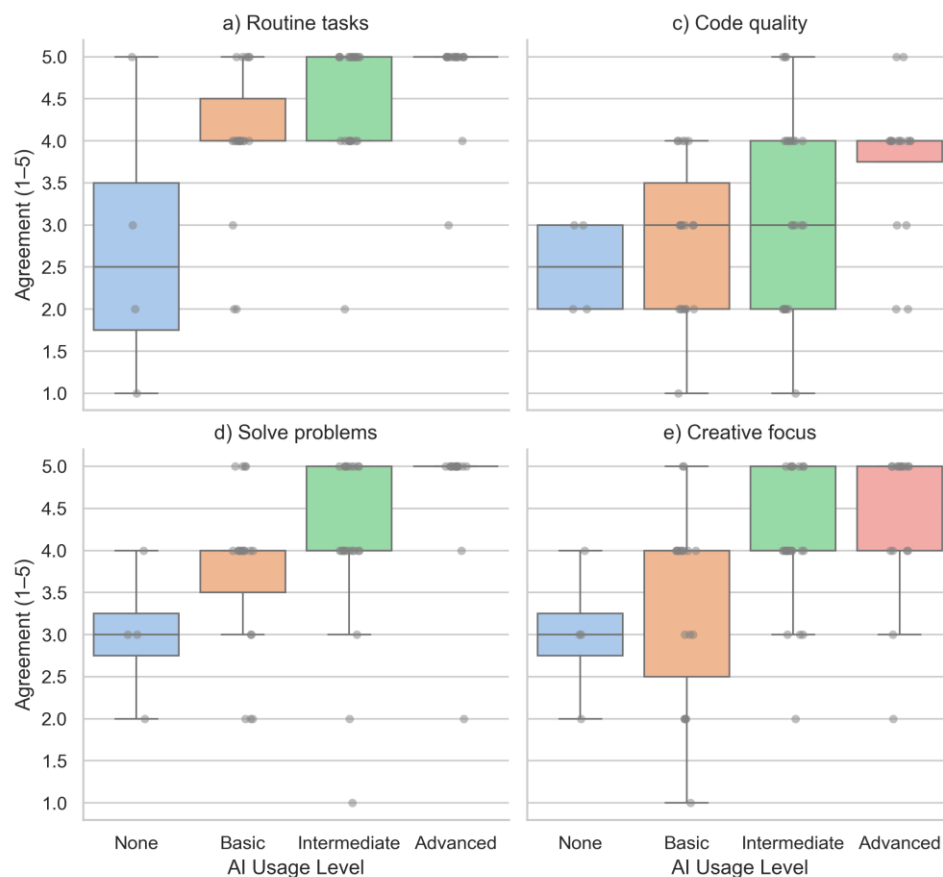 a) Routine tasks
c) Code quality
Agreement (1–5)
5.0
4.5
4.0
3.5
3.0
2.5
2.0
1.5
1.0
d) Solve problems
e) Creative focus
Agreement (1–5)
5.0
4.5
4.0
3.5
3.0
2.5
2.0
1.5
1.0
None Basic Intermediate Advanced
AI Usage Level
None Basic Intermediate Advanced
AI Usage Level